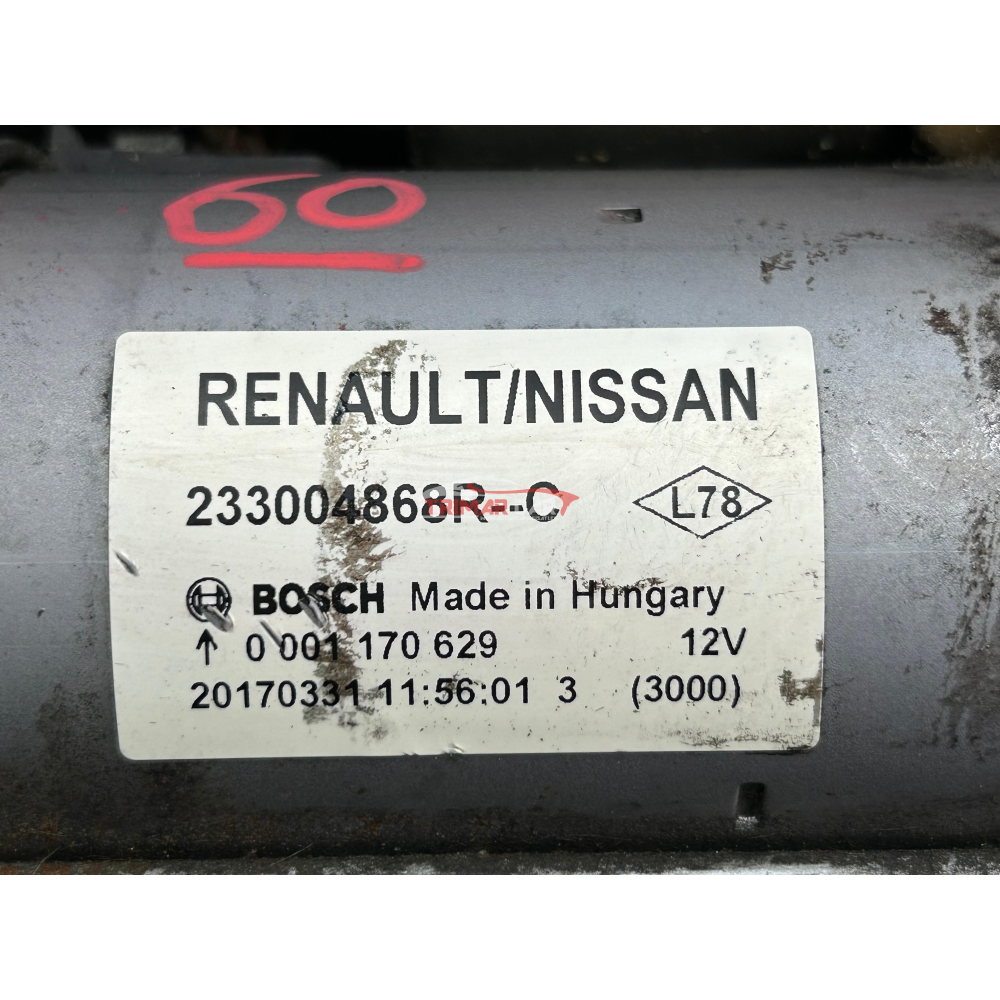 60
RENAULT/NISSAN
233004868R--C
L78
TRIMAR
BOSCH Made in Hungary
0 001 170 629 12V
20170331 11:56:01 3 (3000)